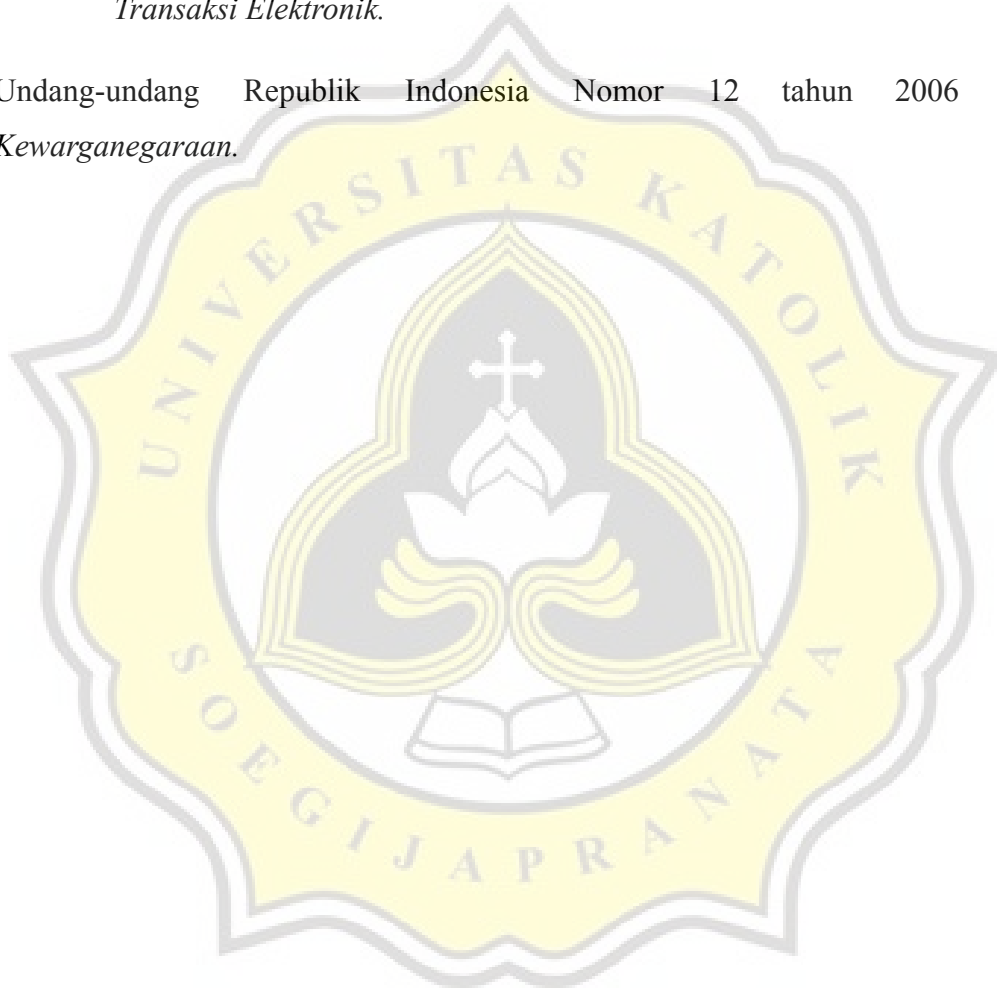 Transaksi Elektronik.
Undang-undang Republik Indonesia Nomor 12 tahun 2006
Kewarganegaraan.
UNIVERSITAS KATOLIK
SOEGIJAPRANATA